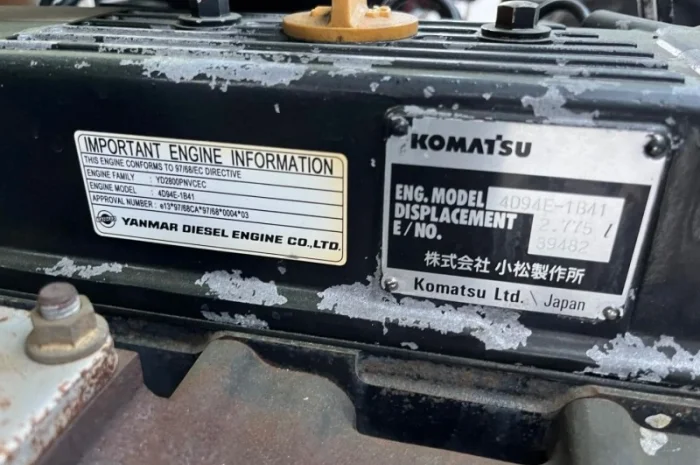 IMPORTANT ENGINE INFORMATION
THIS ENGINE CONFORMS TO 97/68/EC DIRECTIVE
ENGINE FAMILY : YD2800PNVCEC
ENGINE MODEL : 4D94E-1B41
APPROVAL NUMBER : e13*97/68CA*97/68*0004*03
YANMAR DIESEL ENGINE CO.,LTD.
KOMATSU
ENG. MODEL 4D94E-1B41
DISPLACEMENT 2.775 l
E/NO. 39482
株式会社 小松製作所
Komatsu Ltd. \ Japan